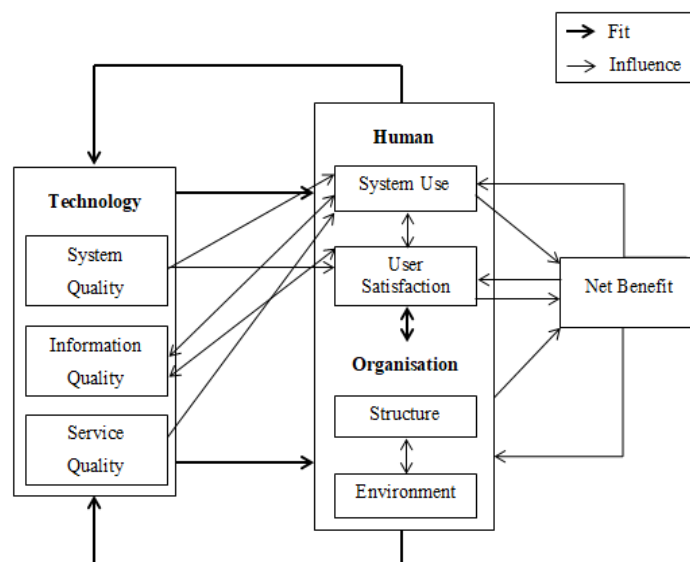 Fit
Influence
Human
Technology
System Use
System
Quality
User
Satisfaction
Net Benefit
Information
Quality
Organisation
Structure
Service
Quality
Environment